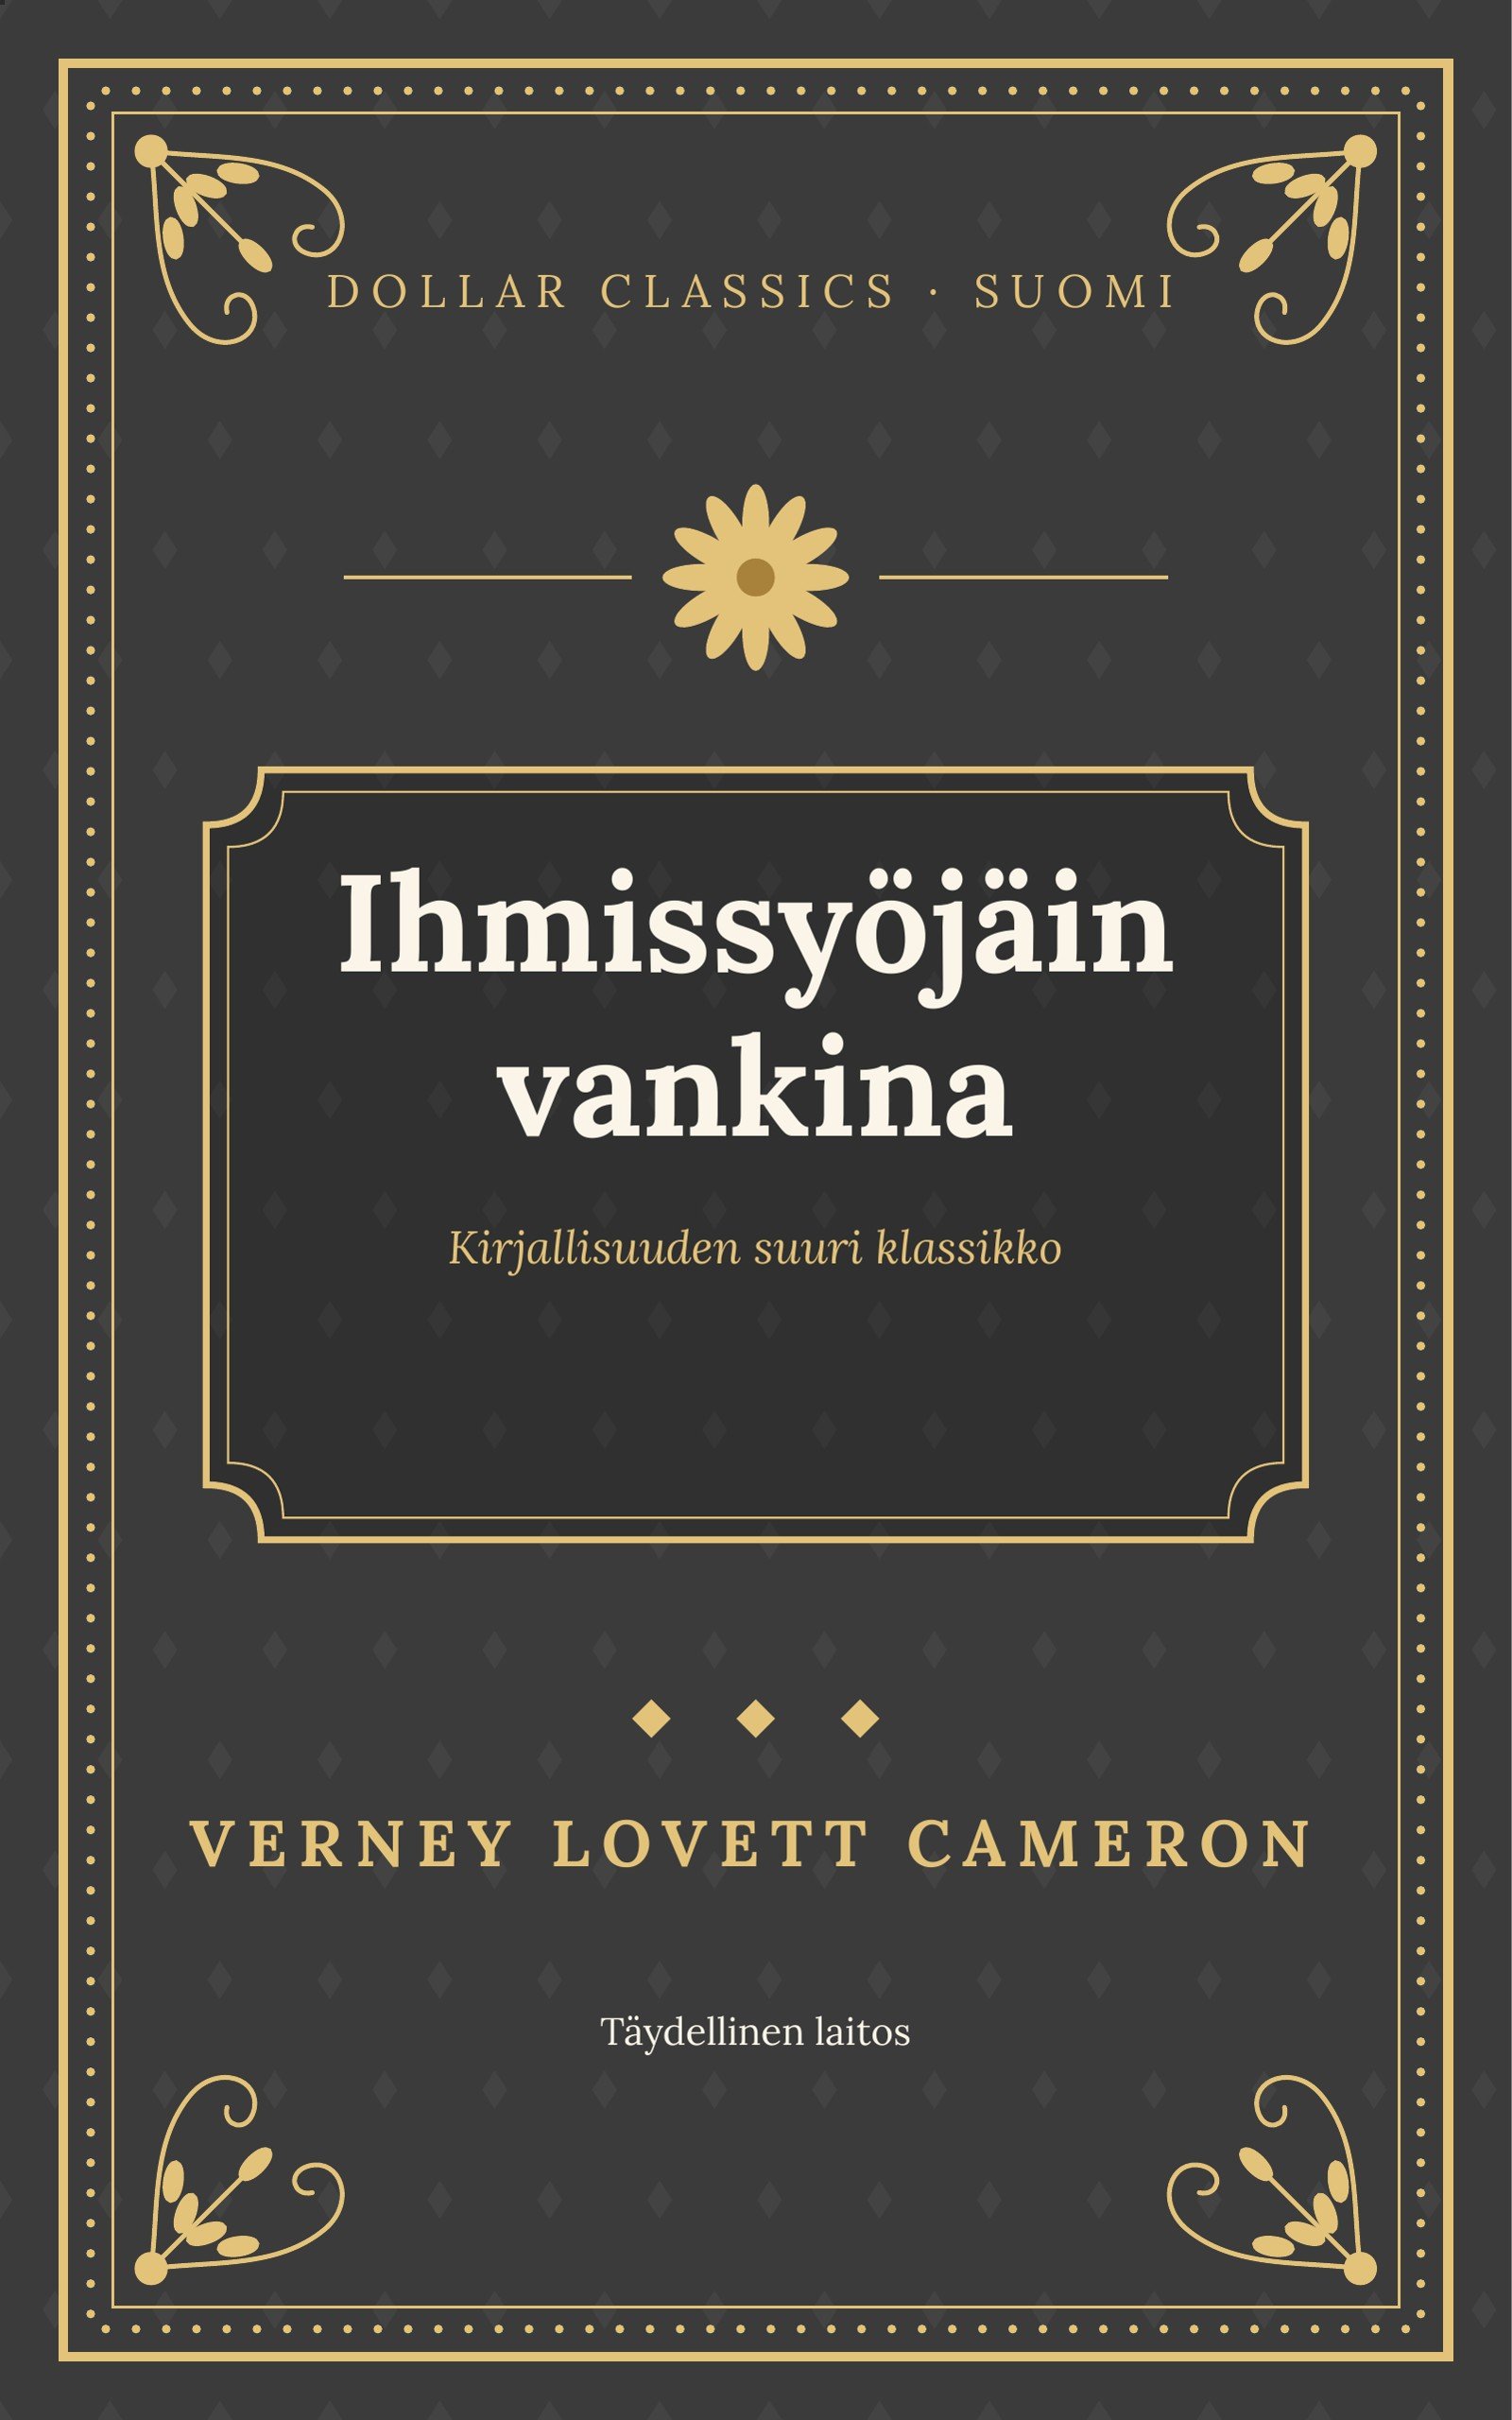 DOLLAR CLASSICS · SUOMI
Ihmissyöjäin
vankina
Kirjallisuuden suuri klassikko
VERNEY LOVETT CAMERON
Täydellinen laitos